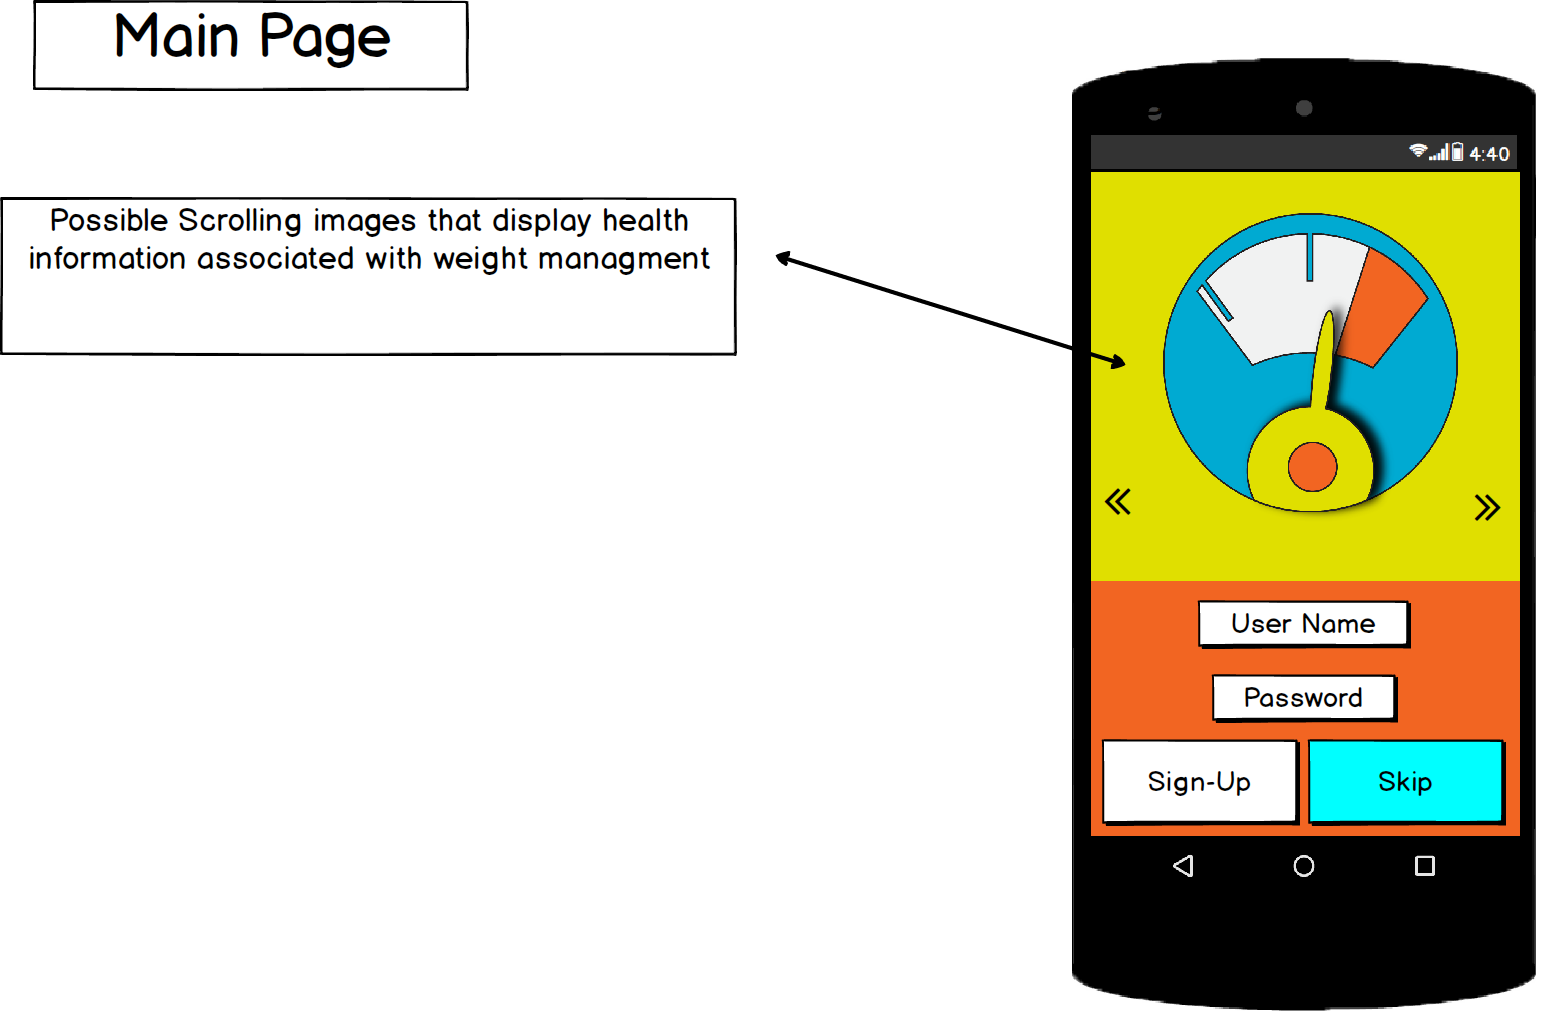 Main Page
Possible Scrolling images that display health
information associated with weight managment
4:40
User Name
Password
Sign-Up
Skip